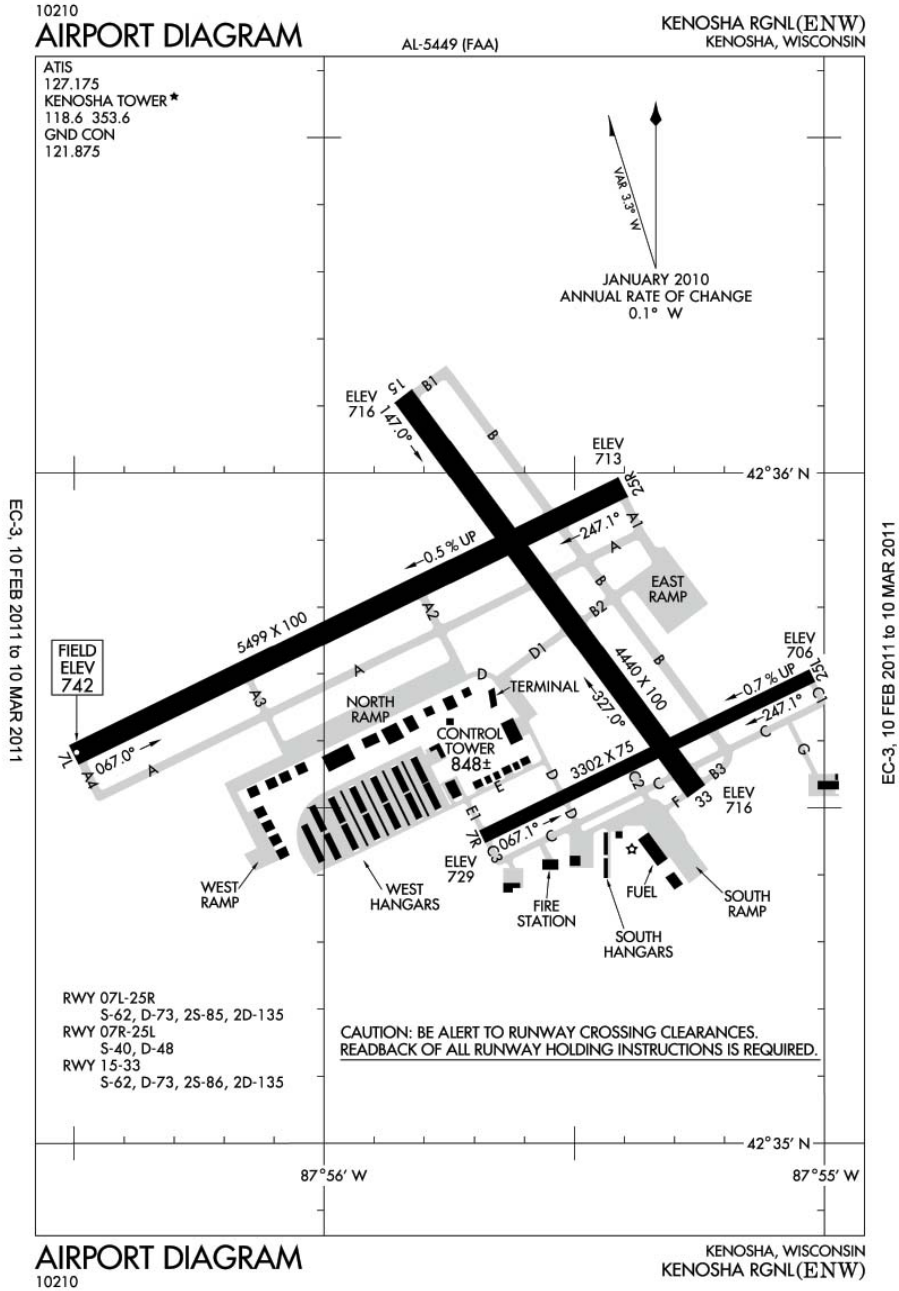 10210
AIRPORT DIAGRAM
AL-5449 (FAA)
KENOSHA RGNL(ENW)
KENOSHA, WISCONSIN
ATIS
127.175
KENOSHA TOWER★
118.6 353.6
GND CON
121.875
VAR 3.3° W
JANUARY 2010
ANNUAL RATE OF CHANGE
0.1° W
EC-3, 10 FEB 2011 to 10 MAR 2011
EC-3, 10 FEB 2011 to 10 MAR 2011
ELEV
716
15
B1
147.0°
B
ELEV
713
25R
42°36' N
A1
247.1°
A
0.5% UP
B
EAST
RAMP
A2
B2
5499 X 100
D1
B
4440 X 100
ELEV
706
25L
FIELD
ELEV
742
A
D
0.7% UP
C1
A3
TERMINAL
327.0°
247.1°
NORTH
RAMP
C
G
CONTROL
TOWER
848±
7L
067.0°
A4
A
D
3302 X 75
C2
C
B3
E
F
33
ELEV
716
E1
7R
067.1°
D
C
C3
ELEV
729
WEST
RAMP
WEST
HANGARS
FIRE
STATION
FUEL
SOUTH
RAMP
SOUTH
HANGARS
RWY 07L-25R
S-62, D-73, 2S-85, 2D-135
RWY 07R-25L
S-40, D-48
RWY 15-33
S-62, D-73, 2S-86, 2D-135
CAUTION: BE ALERT TO RUNWAY CROSSING CLEARANCES.
READBACK OF ALL RUNWAY HOLDING INSTRUCTIONS IS REQUIRED.
42°35' N
87°56' W
87°55' W
AIRPORT DIAGRAM
10210
KENOSHA, WISCONSIN
KENOSHA RGNL(ENW)